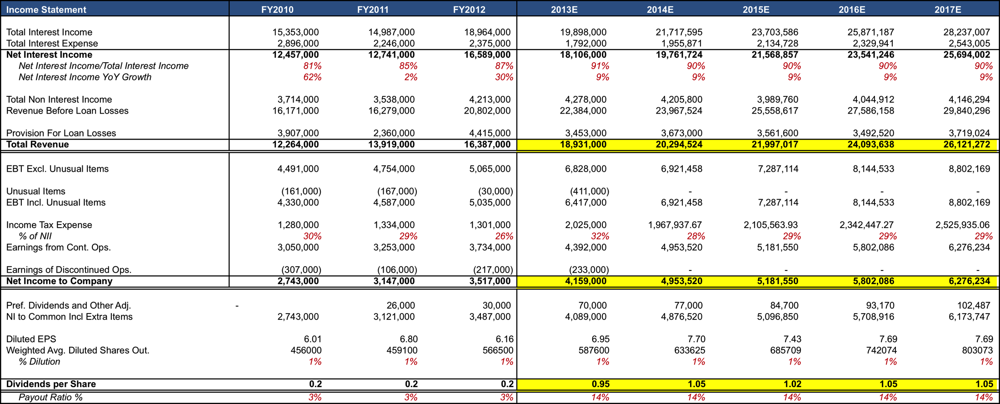 Income Statement FY2010 FY2011 FY2012 2013E 2014E 2015E 2016E 2017E
Total Interest Income 15,353,000 14,987,000 18,964,000 19,898,000 21,717,595 23,703,586 25,871,187 28,237,007
Total Interest Expense 2,896,000 2,246,000 2,375,000 1,792,000 1,955,871 2,134,728 2,329,941 2,543,005
Net Interest Income 12,457,000 12,741,000 16,589,000 18,106,000 19,761,724 21,568,857 23,541,246 25,694,002
Net Interest Income/Total Interest Income 81% 85% 87% 91% 90% 90% 90% 90%
Net Interest Income YoY Growth 62% 2% 30% 9% 9% 9% 9% 9%
Total Non Interest Income 3,714,000 3,538,000 4,213,000 4,278,000 4,205,800 3,989,760 4,044,912 4,146,294
Revenue Before Loan Losses 16,171,000 16,279,000 20,802,000 22,384,000 23,967,524 25,558,617 27,586,158 29,840,296
Provision For Loan Losses 3,907,000 2,360,000 4,415,000 3,453,000 3,673,000 3,561,600 3,492,520 3,719,024
Total Revenue 12,264,000 13,919,000 16,387,000 18,931,000 20,294,524 21,997,017 24,093,638 26,121,272
EBT Excl. Unusual Items 4,491,000 4,754,000 5,065,000 6,828,000 6,921,458 7,287,114 8,144,533 8,802,169
Unusual Items (161,000) (167,000) (30,000) (411,000) - - - -
EBT Incl. Unusual Items 4,330,000 4,587,000 5,035,000 6,417,000 6,921,458 7,287,114 8,144,533 8,802,169
Income Tax Expense 1,280,000 1,334,000 1,301,000 2,025,000 1,967,937.67 2,105,563.93 2,342,447.27 2,525,935.06
% of NII 30% 29% 26% 32% 28% 29% 29% 29%
Earnings from Cont. Ops. 3,050,000 3,253,000 3,734,000 4,392,000 4,953,520 5,181,550 5,802,086 6,276,234
Earnings of Discontinued Ops. (307,000) (106,000) (217,000) (233,000) - - - -
Net Income to Company 2,743,000 3,147,000 3,517,000 4,159,000 4,953,520 5,181,550 5,802,086 6,276,234
Pref. Dividends and Other Adj. - 26,000 30,000 70,000 77,000 84,700 93,170 102,487
NI to Common Incl Extra Items 2,743,000 3,121,000 3,487,000 4,089,000 4,876,520 5,096,850 5,708,916 6,173,747
Diluted EPS 6.01 6.80 6.16 6.95 7.70 7.43 7.69 7.69
Weighted Avg. Diluted Shares Out. 456000 459100 566500 587600 633625 685709 742074 803073
% Dilution 1% 1% 1% 1% 1% 1% 1% 1%
Dividends per Share 0.2 0.2 0.2 0.95 1.05 1.02 1.05 1.05
Payout Ratio % 3% 3% 3% 14% 14% 14% 14% 14%